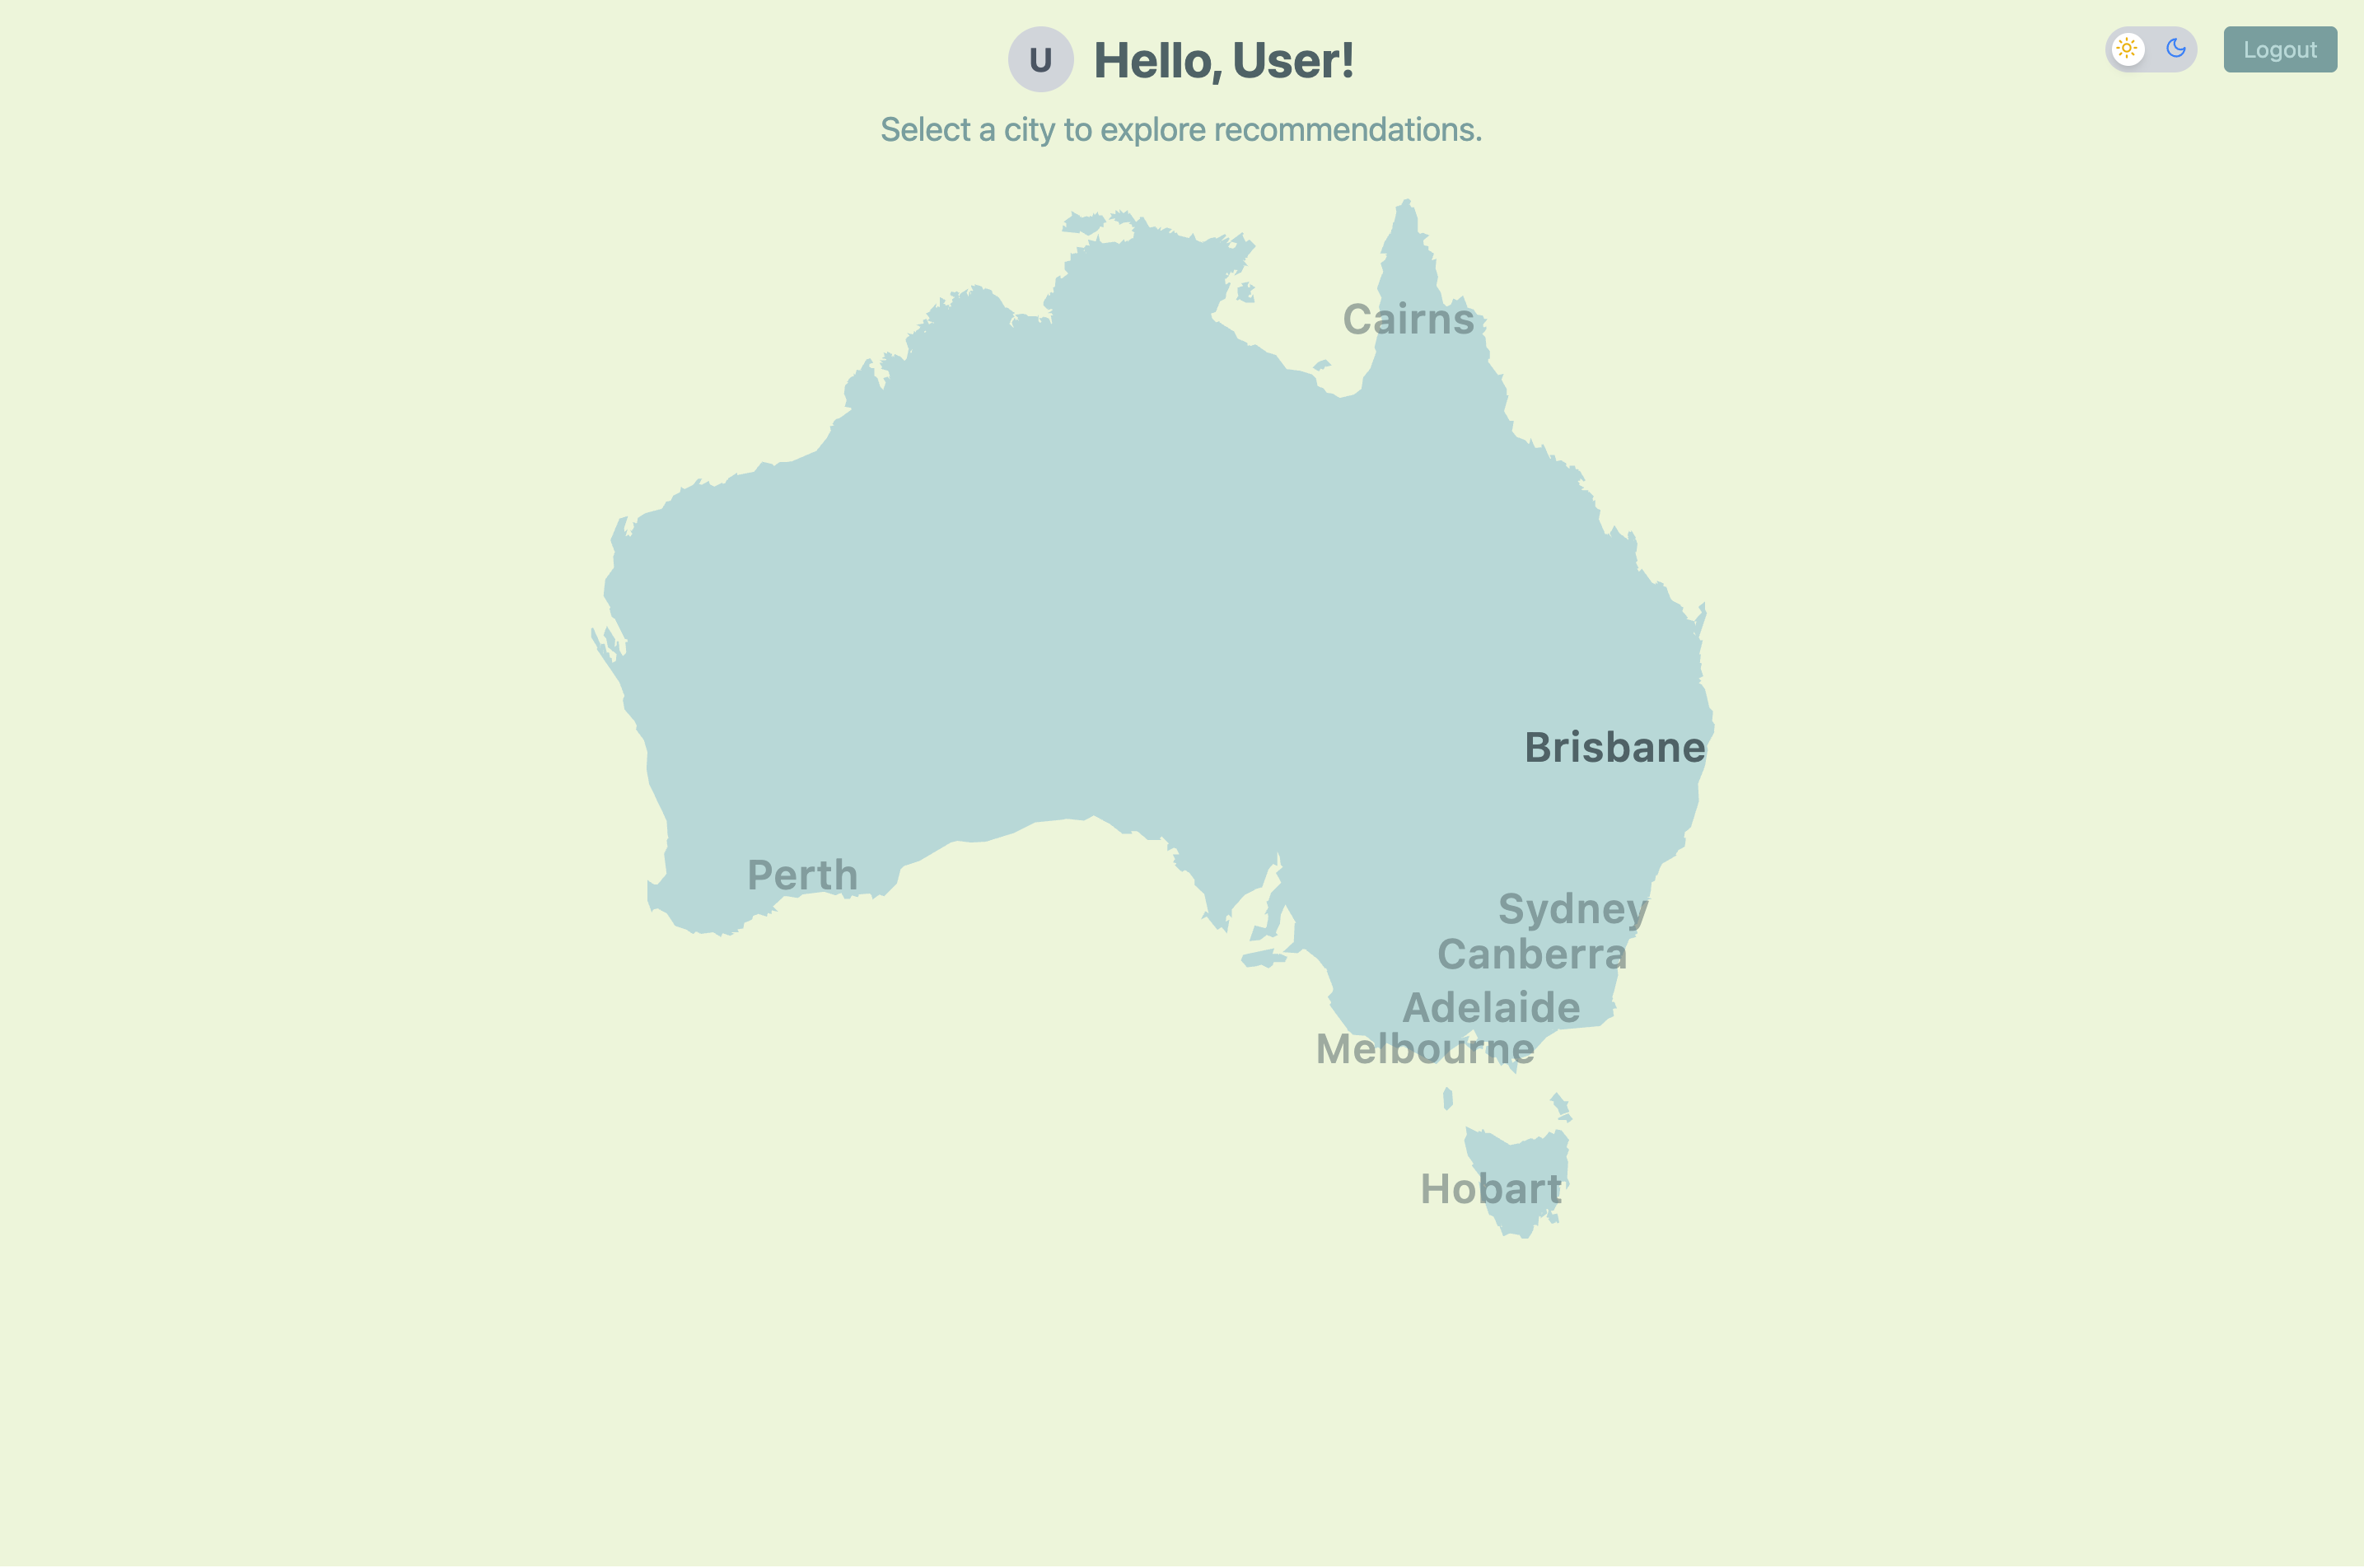 U
Hello, User!
Logout
Select a city to explore recommendations.
Cairns
Brisbane
Perth
Sydney
Canberra
Adelaide
Melbourne
Hobart